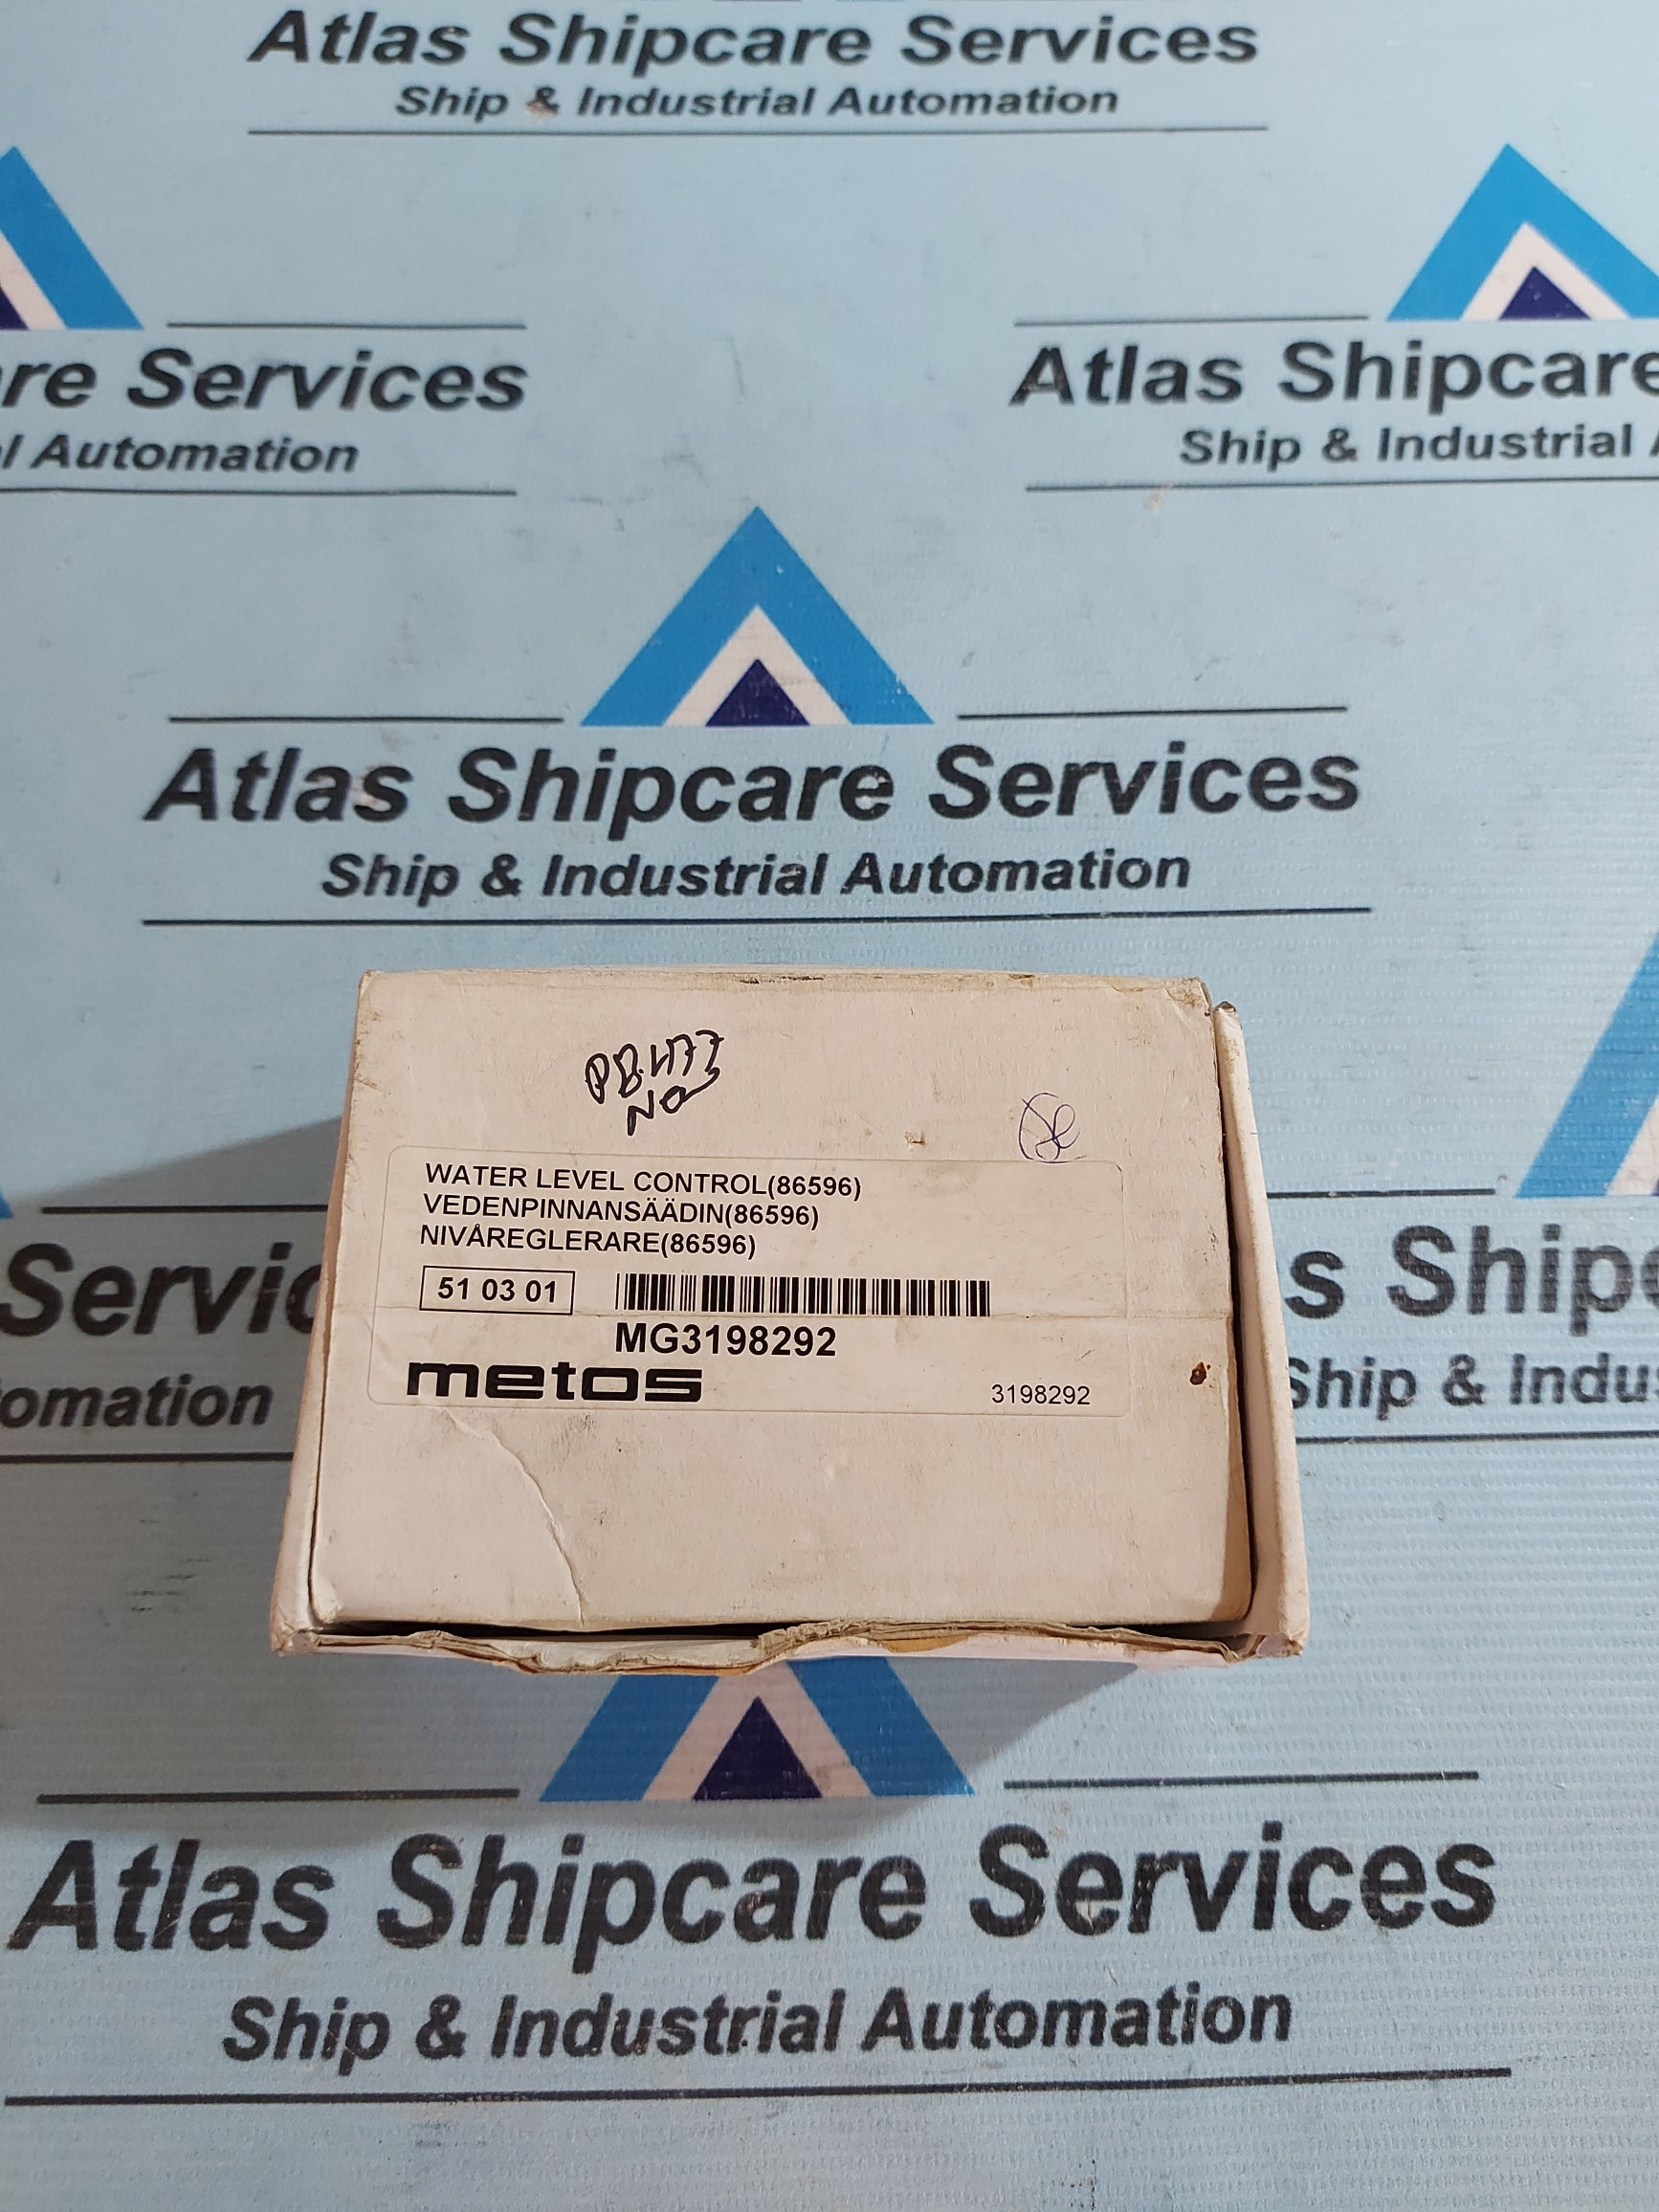 Atlas Shipcare Services
Ship & Industrial Automation
re Services
l Automation
Atlas Shipcare
Ship & Industrial
Atlas Shipcare Services
Ship & Industrial Automation
WATER LEVEL CONTROL(86596)
VEDENPINNANSÄÄDIN(86596)
NIVÅREGLERARE(86596)
51 03 01
MG3198292
metos
3198292
Servic
omation
s Shipc
Ship & Indus
Atlas Shipcare Services
Ship & Industrial Automation